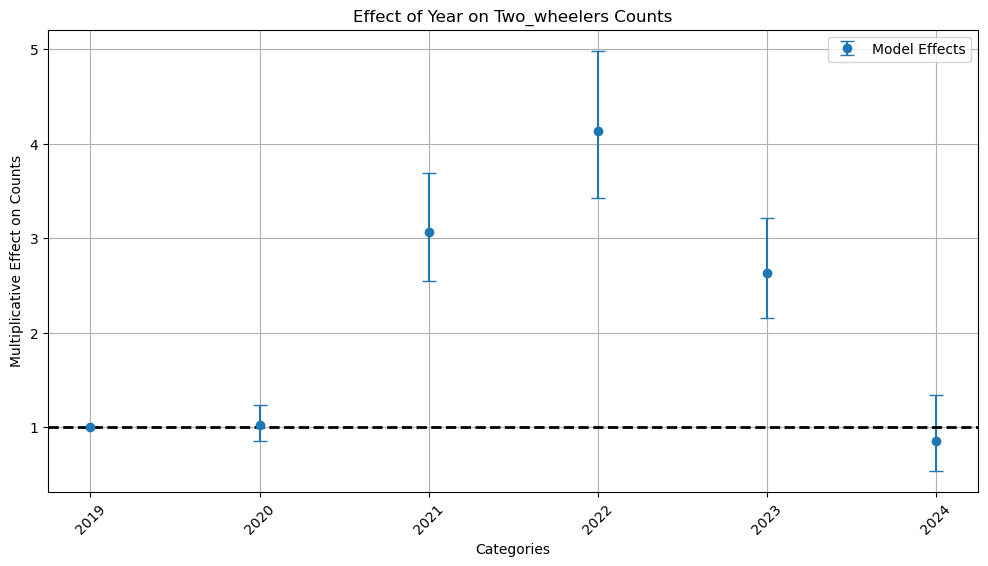 Effect of Year on Two_wheelers Counts
Model Effects
Multiplicative Effect on Counts
5
4
3
2
1
2019
2020
2021
2022
2023
2024
Categories